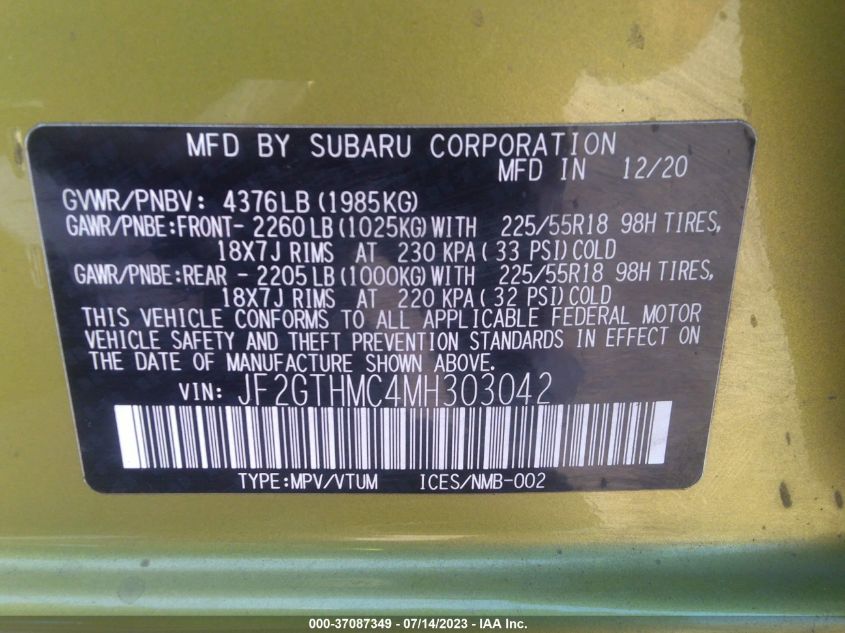 MFD BY SUBARU CORPORATION
MFD IN 12/20
GVWR/PNBV: 4376LB (1985KG)
GAWR/PNBE:FRONT- 2260 LB (1025KG) WITH 225/55R18 98H TIRES,
18X7J RIMS AT 230 KPA ( 33 PSI) COLD
GAWR/PNBE:REAR - 2205 LB (1000KG) WITH 225/55R18 98H TIRES,
18X7J RIMS AT 220 KPA ( 32 PSI) COLD
THIS VEHICLE CONFORMS TO ALL APPLICABLE FEDERAL MOTOR
VEHICLE SAFETY AND THEFT PREVENTION STANDARDS IN EFFECT ON
THE DATE OF MANUFACTURE SHOWN ABOVE.
VIN: JF2GTHMC4MH303042
TYPE:MPV/VTUM ICES/NMB-002
000-37087349 - 07/14/2023 - IAA Inc.